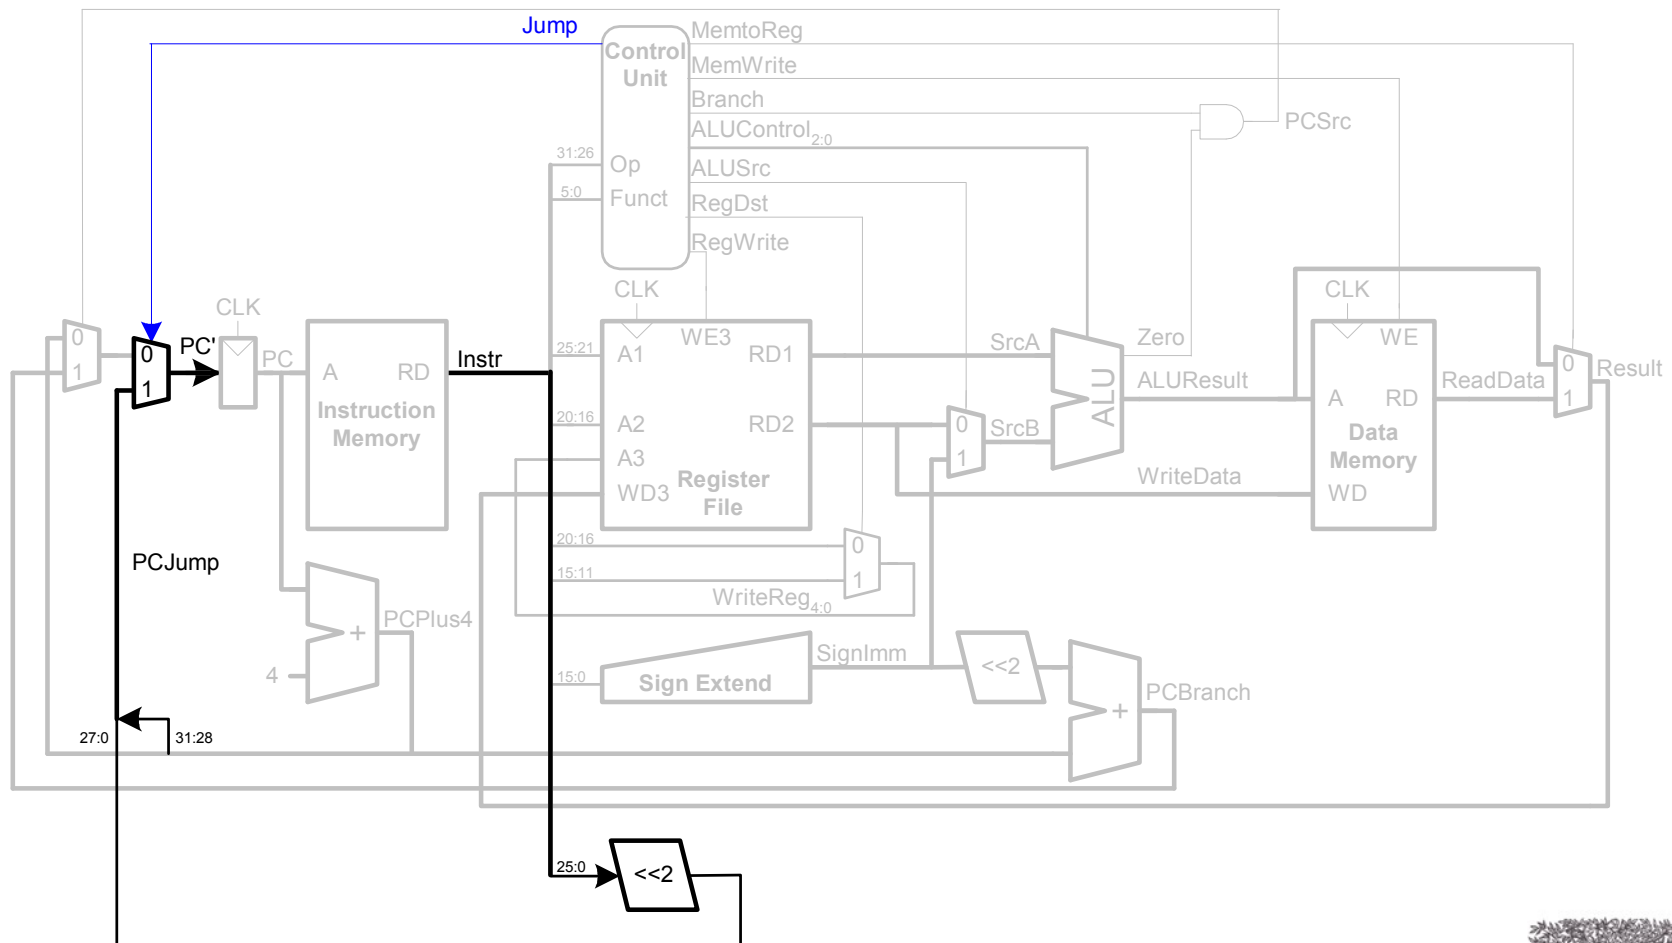 Jump
Control
Unit
MemtoReg
MemWrite
Branch
ALUControl2:0
ALUSrc
RegDst
RegWrite
PCSrc
31:26
Op
5:0
Funct
CLK
0
1
0
1
PC'
PC
A
RD
Instruction
Memory
Instr
CLK
WE3
25:21
A1
RD1
20:16
A2
RD2
A3
WD3
Register
File
SrcA
0
1
SrcB
ALU
Zero
ALUResult
WriteData
CLK
WE
A
RD
Data
Memory
WD
ReadData
0
1
Result
20:16
0
15:11
1
WriteReg4:0
PCJump
4
+
PCPlus4
15:0
Sign Extend
SignImm
<<2
+
PCBranch
27:0
31:28
25:0
<<2